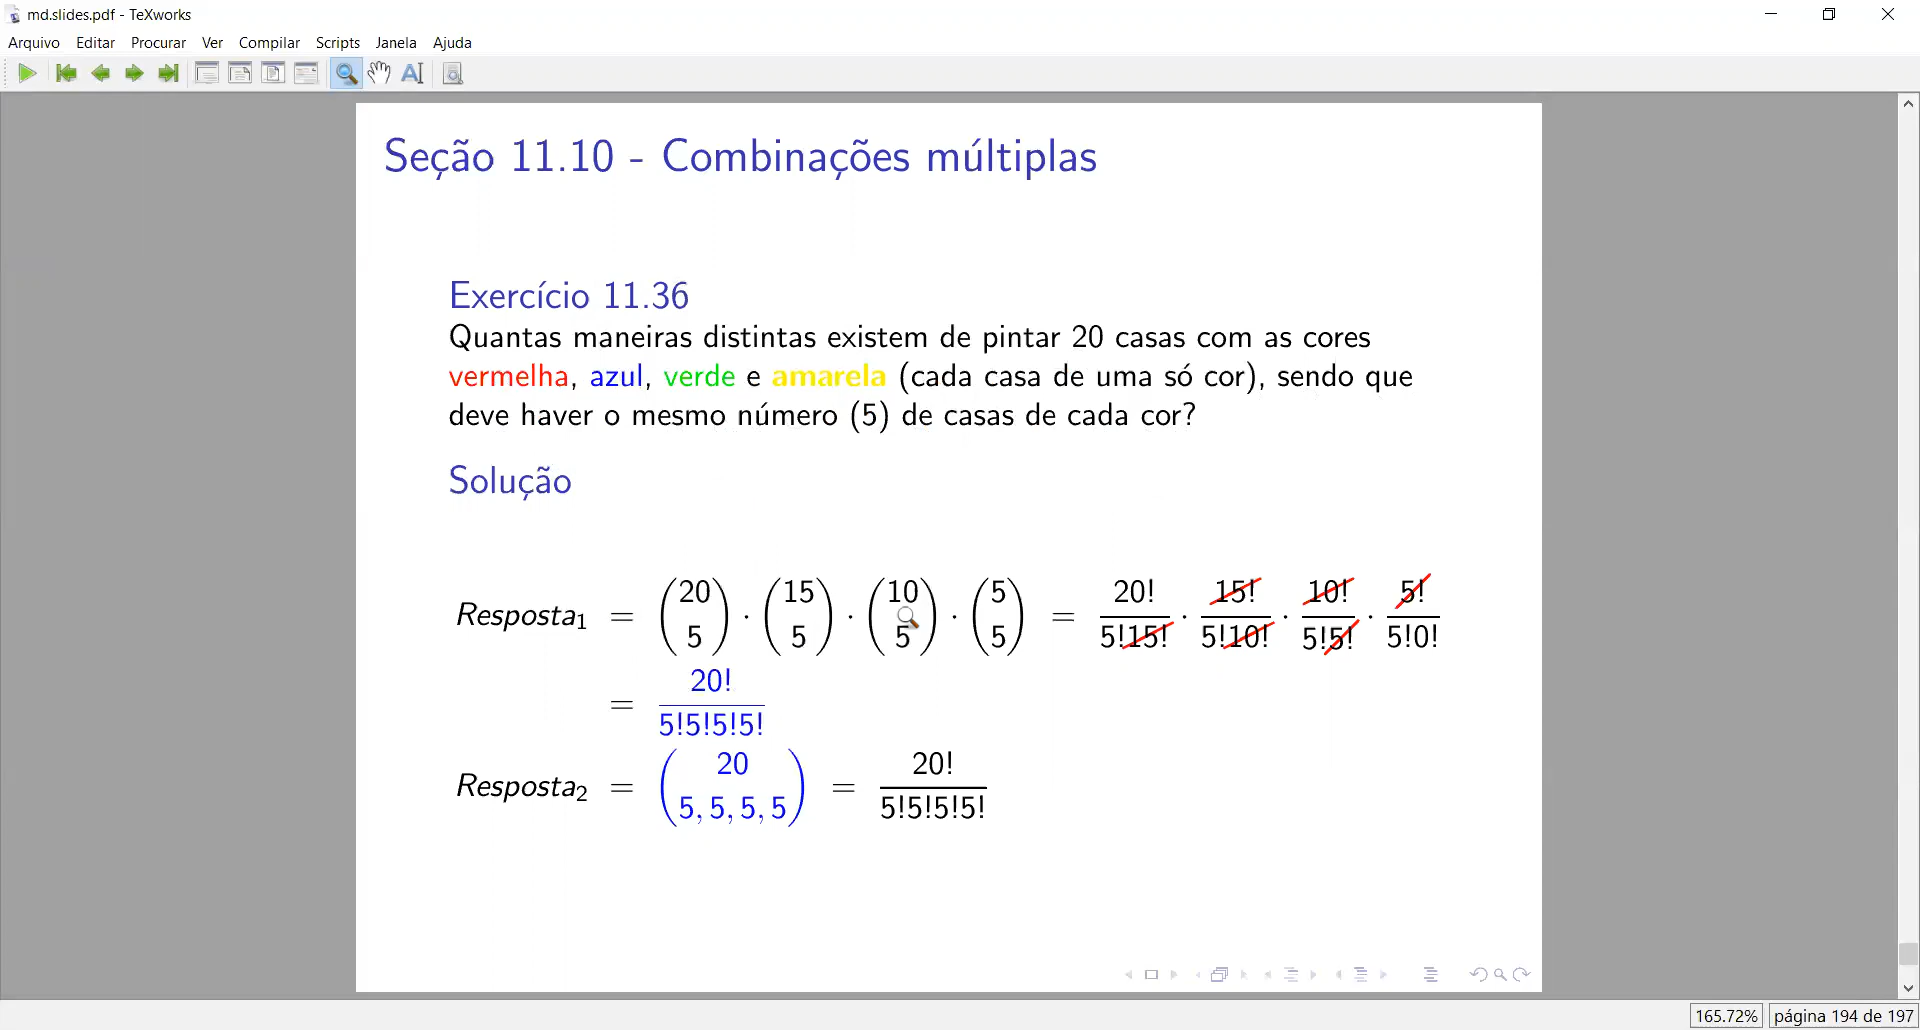 md.slides.pdf - TeXworks
Arquivo Editar Procurar Ver Compilar Scripts Janela Ajuda
Seção 11.10 - Combinações múltiplas
Exercício 11.36
Quantas maneiras distintas existem de pintar 20 casas com as cores
vermelha, azul, verde e amarela (cada casa de uma só cor), sendo que
deve haver o mesmo número (5) de casas de cada cor?
Solução
Resposta₁ = (20 5) · (15 5) · (10 5) · (5 5) = 20!/5!15! · 15!/5!10! · 10!/5!5! · 5!/5!0!
= 20!/5!5!5!5!
Resposta₂ = (20 5, 5, 5, 5) = 20!/5!5!5!5!
165.72% página 194 de 197